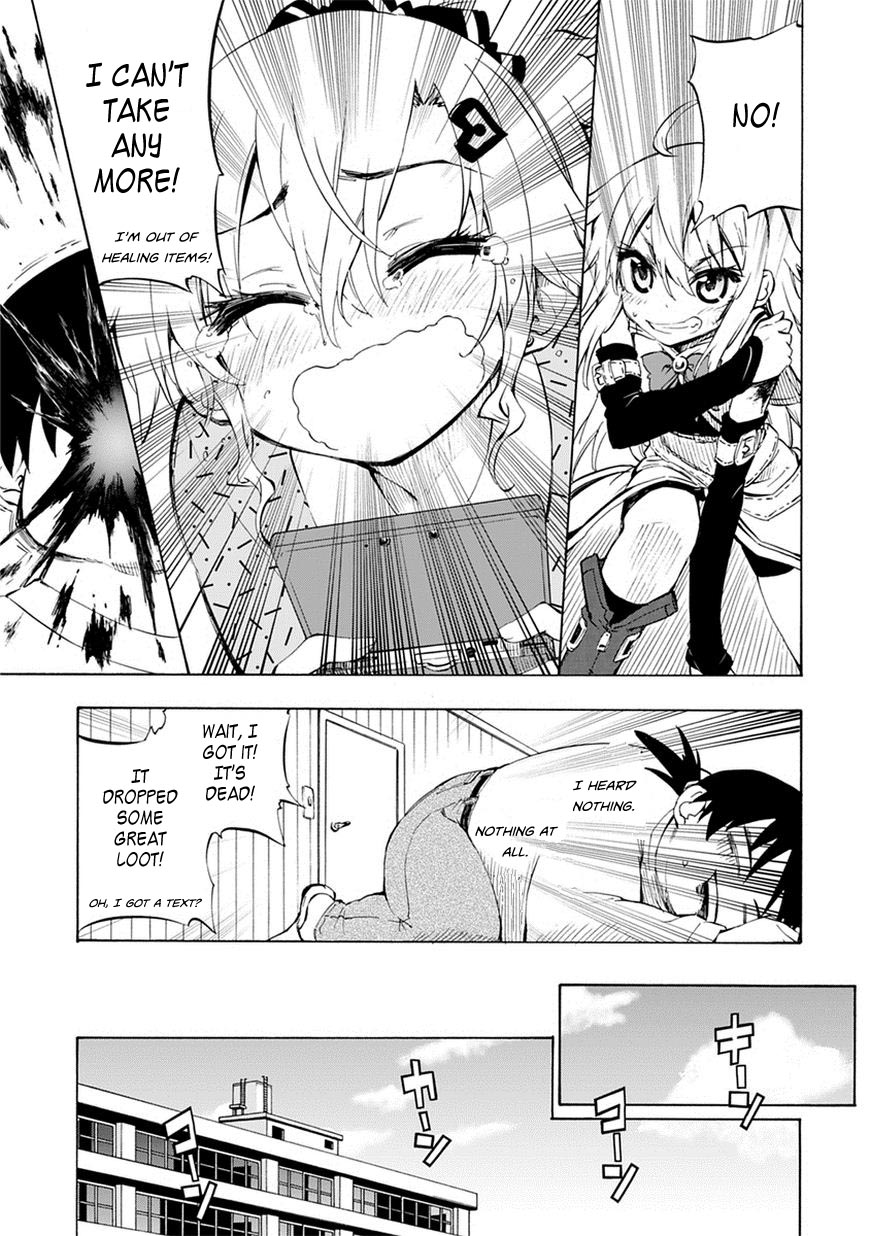 NO!
I CAN'T
TAKE
ANY
MORE!
I'M OUT OF
HEALING ITEMS!
I HEARD
NOTHING.
NOTHING AT
ALL.
WAIT, I
GOT IT!
IT'S
DEAD!
IT
DROPPED
SOME
GREAT
LOOT!
OH, I GOT A TEXT?
キーン
コーン
カーン
コーン